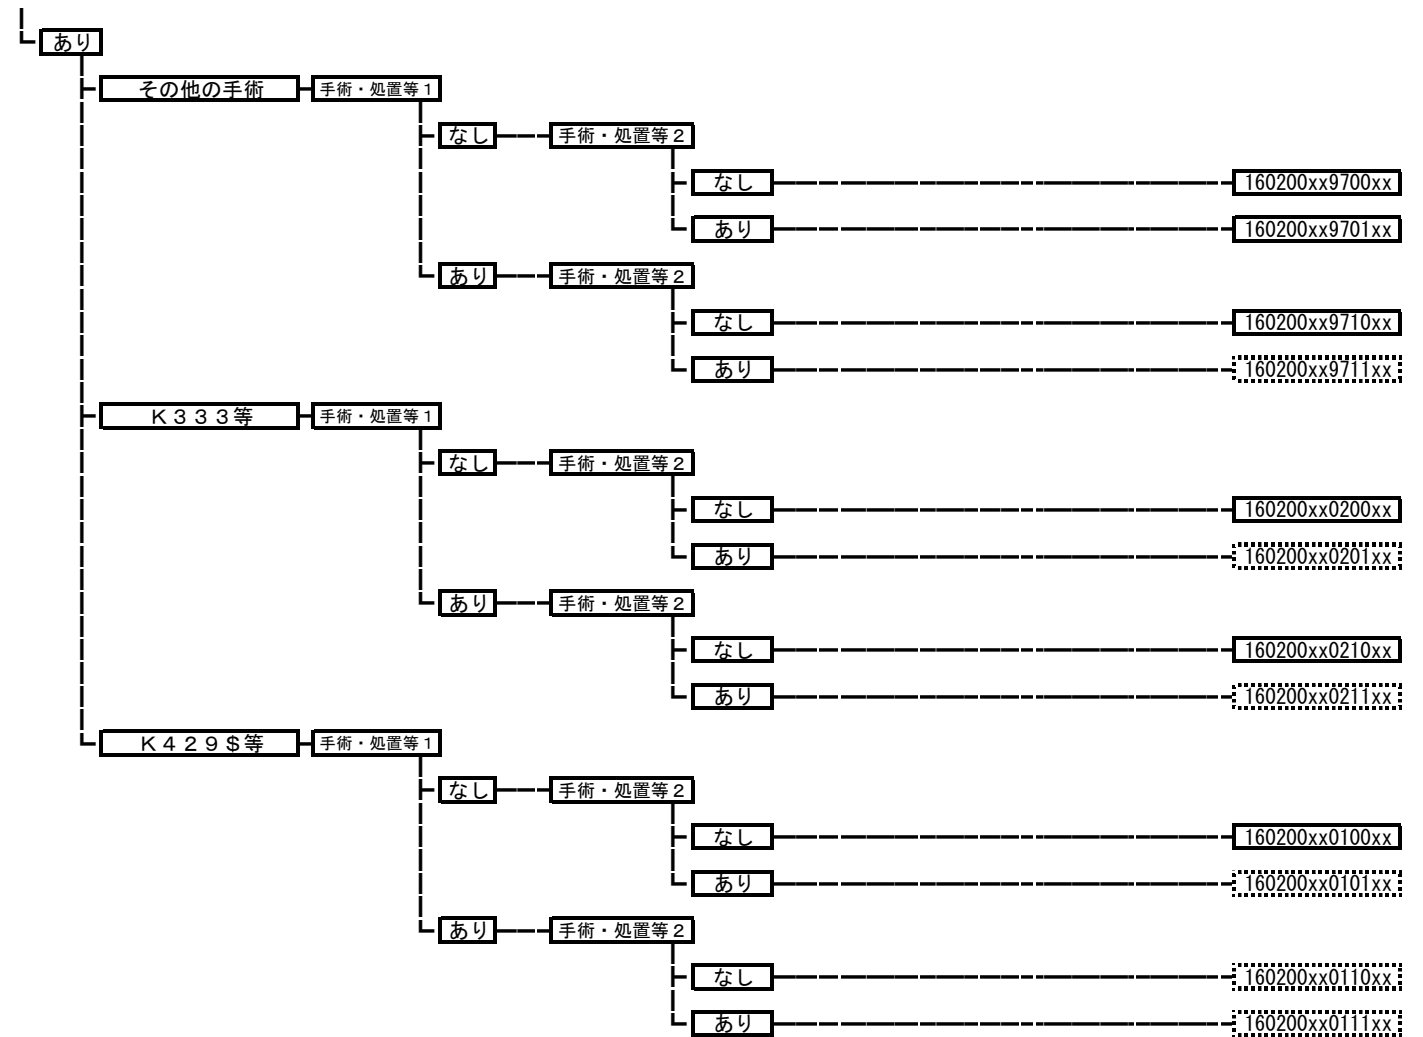 あり
その他の手術 手術・処置等1
なし 手術・処置等2
なし 160200xx9700xx
あり 160200xx9701xx
あり 手術・処置等2
なし 160200xx9710xx
あり 160200xx9711xx
K333等 手術・処置等1
なし 手術・処置等2
なし 160200xx0200xx
あり 160200xx0201xx
あり 手術・処置等2
なし 160200xx0210xx
あり 160200xx0211xx
K429$等 手術・処置等1
なし 手術・処置等2
なし 160200xx0100xx
あり 160200xx0101xx
あり 手術・処置等2
なし 160200xx0110xx
あり 160200xx0111xx